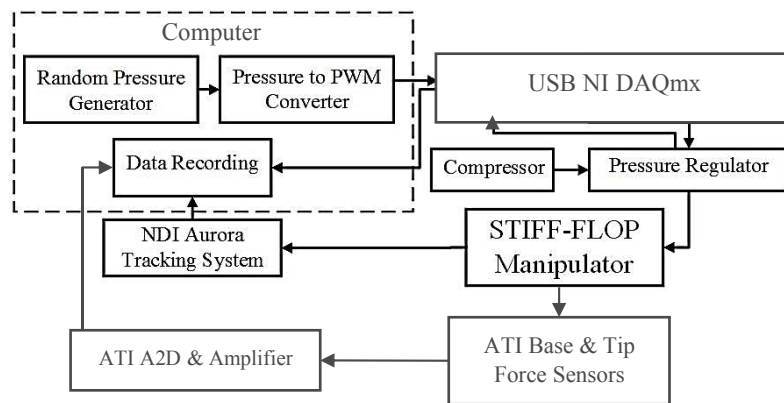 Computer
Random Pressure
Generator
Pressure to PWM
Converter
USB NI DAQmx
Data Recording
Compressor
Pressure Regulator
NDI Aurora
Tracking System
STIFF-FLOP
Manipulator
ATI A2D & Amplifier
ATI Base & Tip
Force Sensors